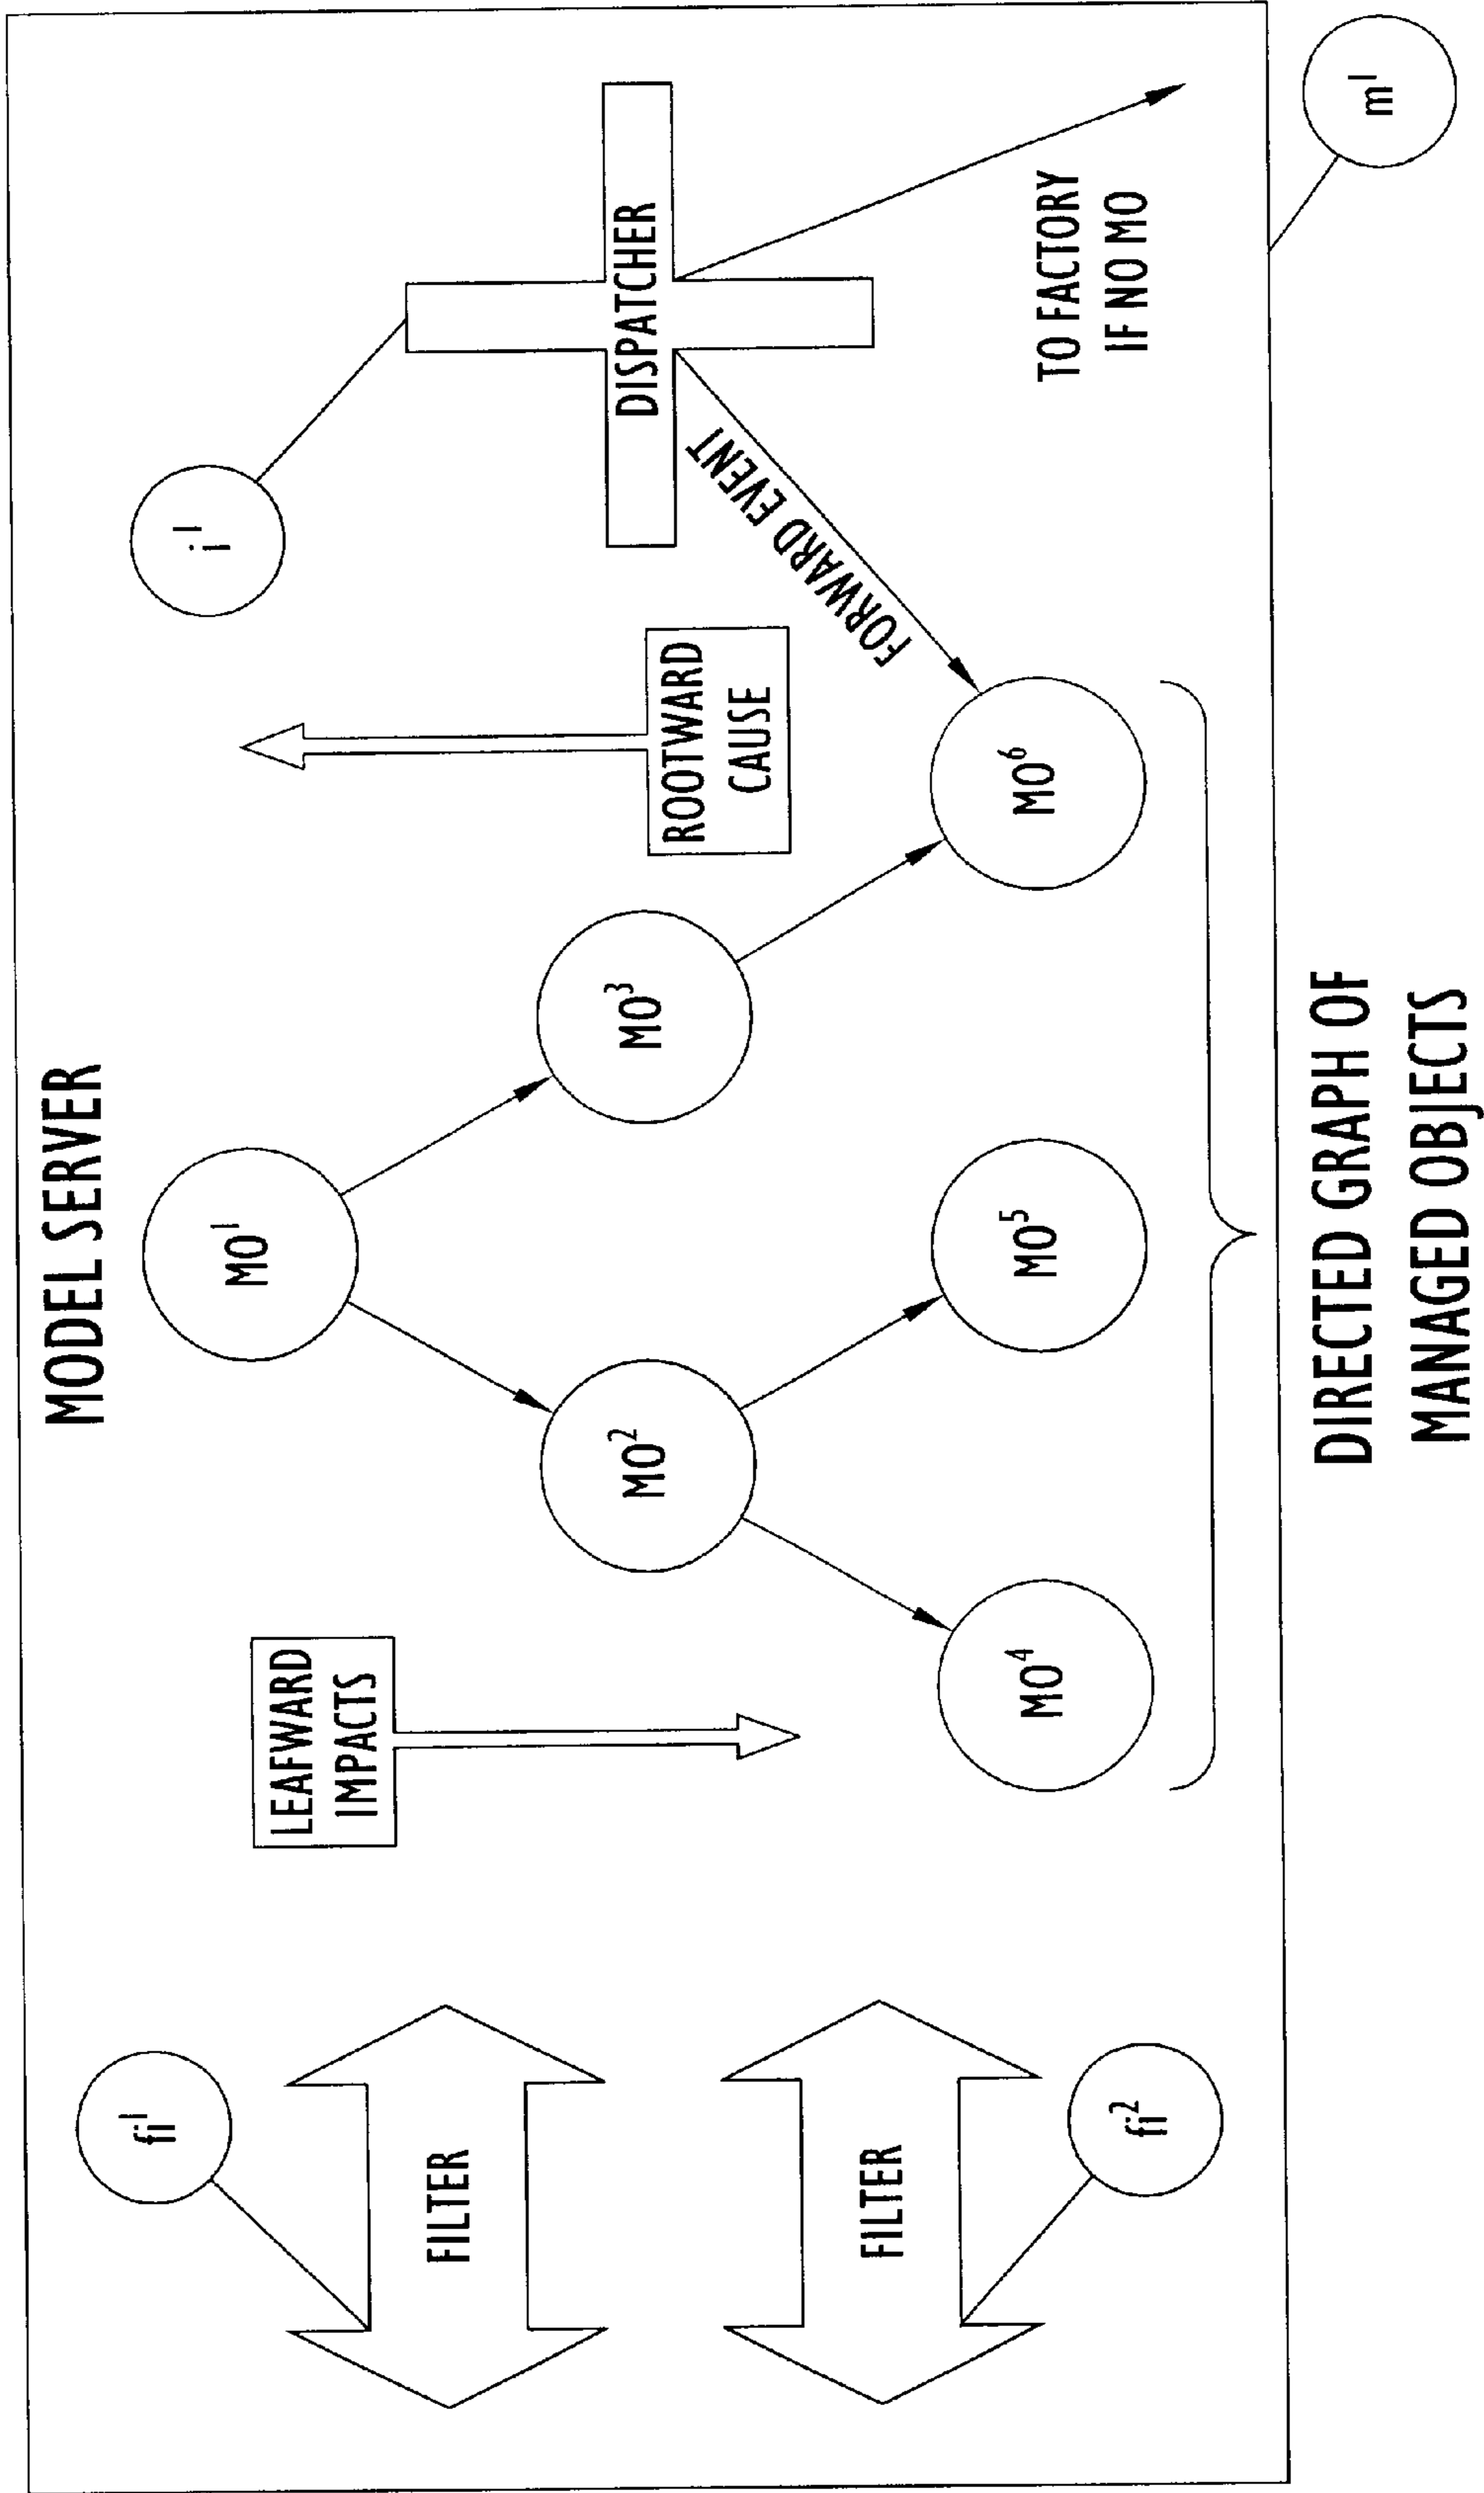 MODEL SERVER
fi¹
LEAFWARD
IMPACTS
MO¹
i¹
FILTER
MO²
MO³
ROOTWARD
CAUSE
DISPATCHER
FORWARD EVENT
FILTER
fi²
MO⁴
MO⁵
MO⁶
TO FACTORY
IF NO MO
m¹
DIRECTED GRAPH OF
MANAGED OBJECTS